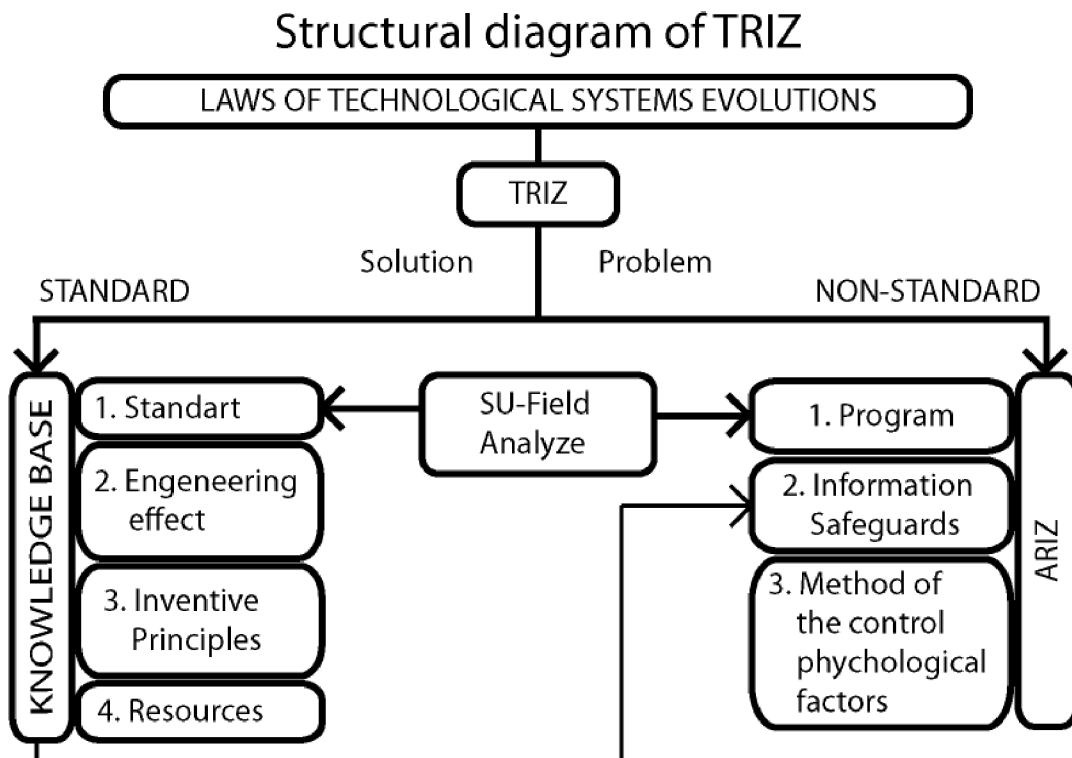 Structural diagram of TRIZ
LAWS OF TECHNOLOGICAL SYSTEMS EVOLUTIONS
TRIZ
Solution
Problem
STANDARD
NON-STANDARD
KNOWLEDGE BASE
1. Standart
2. Engeneering
effect
3. Inventive
Principles
4. Resources
SU-Field
Analyze
1. Program
2. Information
Safeguards
3. Method of
the control
phychological
factors
ARIZ